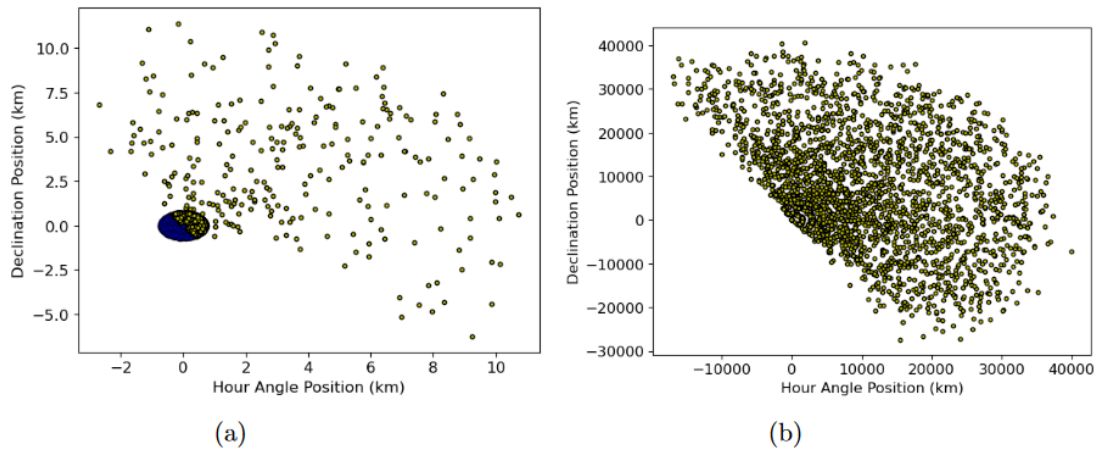 10.0
7.5
5.0
2.5
0.0
−2.5
−5.0
Declination Position (km)
−2 0 2 4 6 8 10
Hour Angle Position (km)
(a)
40000
30000
20000
10000
0
−10000
−20000
−30000
Declination Position (km)
−10000 0 10000 20000 30000 40000
Hour Angle Position (km)
(b)